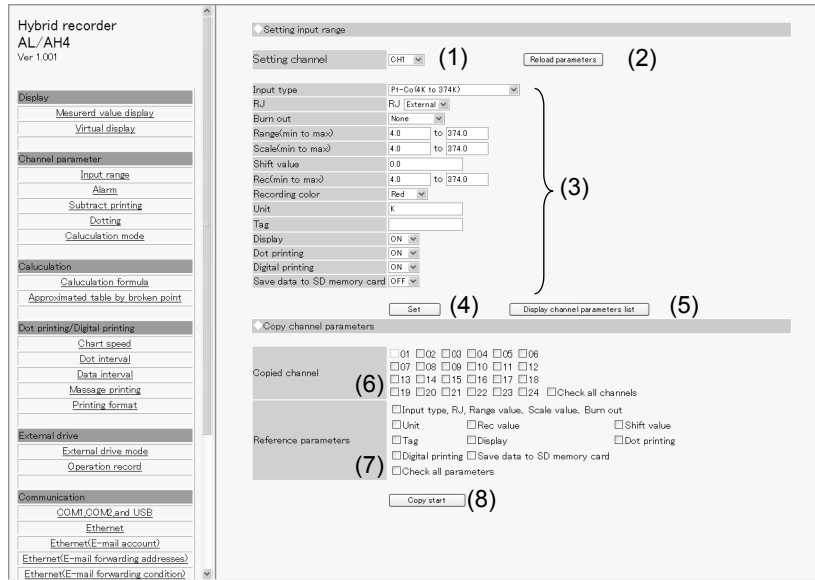 Hybrid recorder
AL/AH4
Ver 1.001
Display
Mesurerd value display
Virtual display
Channel parameter
Input range
Alarm
Subtract printing
Dotting
Caluculation mode
Caluculation
Caluculation formula
Approximated table by broken point
Dot printing/Digital printing
Chart speed
Dot interval
Data interval
Massage printing
Printing format
External drive
External drive mode
Operation record
Communication
COM1,COM2,and USB
Ethernet
Ethernet(E-mail account)
Ethernet(E-mail forwarding addresses)
Ethernet(E-mail forwarding condition)
Setting input range
Setting channel CH1 (1) Reload parameters (2)
Input type Pt-Co(4K to 374K)
RJ RJ External
Burn out None
Range(min to max) 4.0 to 374.0
Scale(min to max) 4.0 to 374.0
Shift value 0.0
Rec(min to max) 4.0 to 374.0
Recording color Red
Unit K
Tag
Display ON
Dot printing ON
Digital printing ON
Save data to SD memory card OFF
(3)
Set (4) Display channel parameters list (5)
Copy channel parameters
Copied channel (6)
01 02 03 04 05 06
07 08 09 10 11 12
13 14 15 16 17 18
19 20 21 22 23 24 Check all channels
Reference parameters (7)
Input type, RJ, Range value、Scale value、Burn out
Unit Rec value Shift value
Tag Display Dot printing
Digital printing Save data to SD memory card
Check all parameters
Copy start (8)